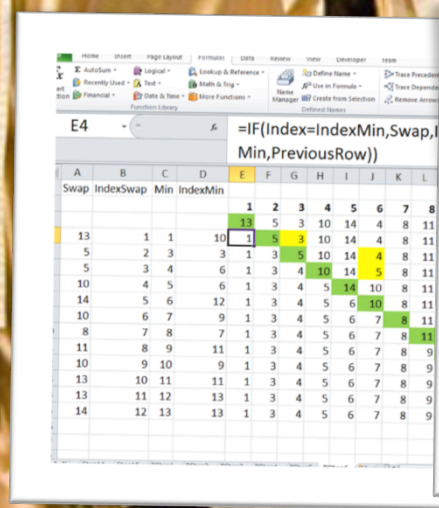 Home Insert Page Layout Formulas Data Review View Developer Team
Σ AutoSum Logical Lookup & Reference Define Name Trace Preceden
Recently Used Text Math & Trig Name Use in Formula Trace Depende
Financial Date & Time More Functions Manager Create from Selection Remove Arrow
Function Library Defined Names
E4 fx =IF(Index=IndexMin,Swap,I
Min,PreviousRow))
A B C D E F G H I J K L
Swap IndexSwap Min IndexMin
1 2 3 4 5 6 7 8
13 5 3 10 14 4 8 11
13 1 1 10 1 5 3 10 14 4 8 11
5 2 3 3 1 3 5 10 14 4 8 11
5 3 4 6 1 3 4 10 14 5 8 11
10 4 5 6 1 3 4 5 14 10 8 11
14 5 6 12 1 3 4 5 6 10 8 11
10 6 7 9 1 3 4 5 6 7 8 11
8 7 8 7 1 3 4 5 6 7 8 11
11 8 9 11 1 3 4 5 6 7 8 9
10 9 10 9 1 3 4 5 6 7 8 9
13 10 11 11 1 3 4 5 6 7 8 9
13 11 12 13 1 3 4 5 6 7 8 9
14 12 13 13 1 3 4 5 6 7 8 9